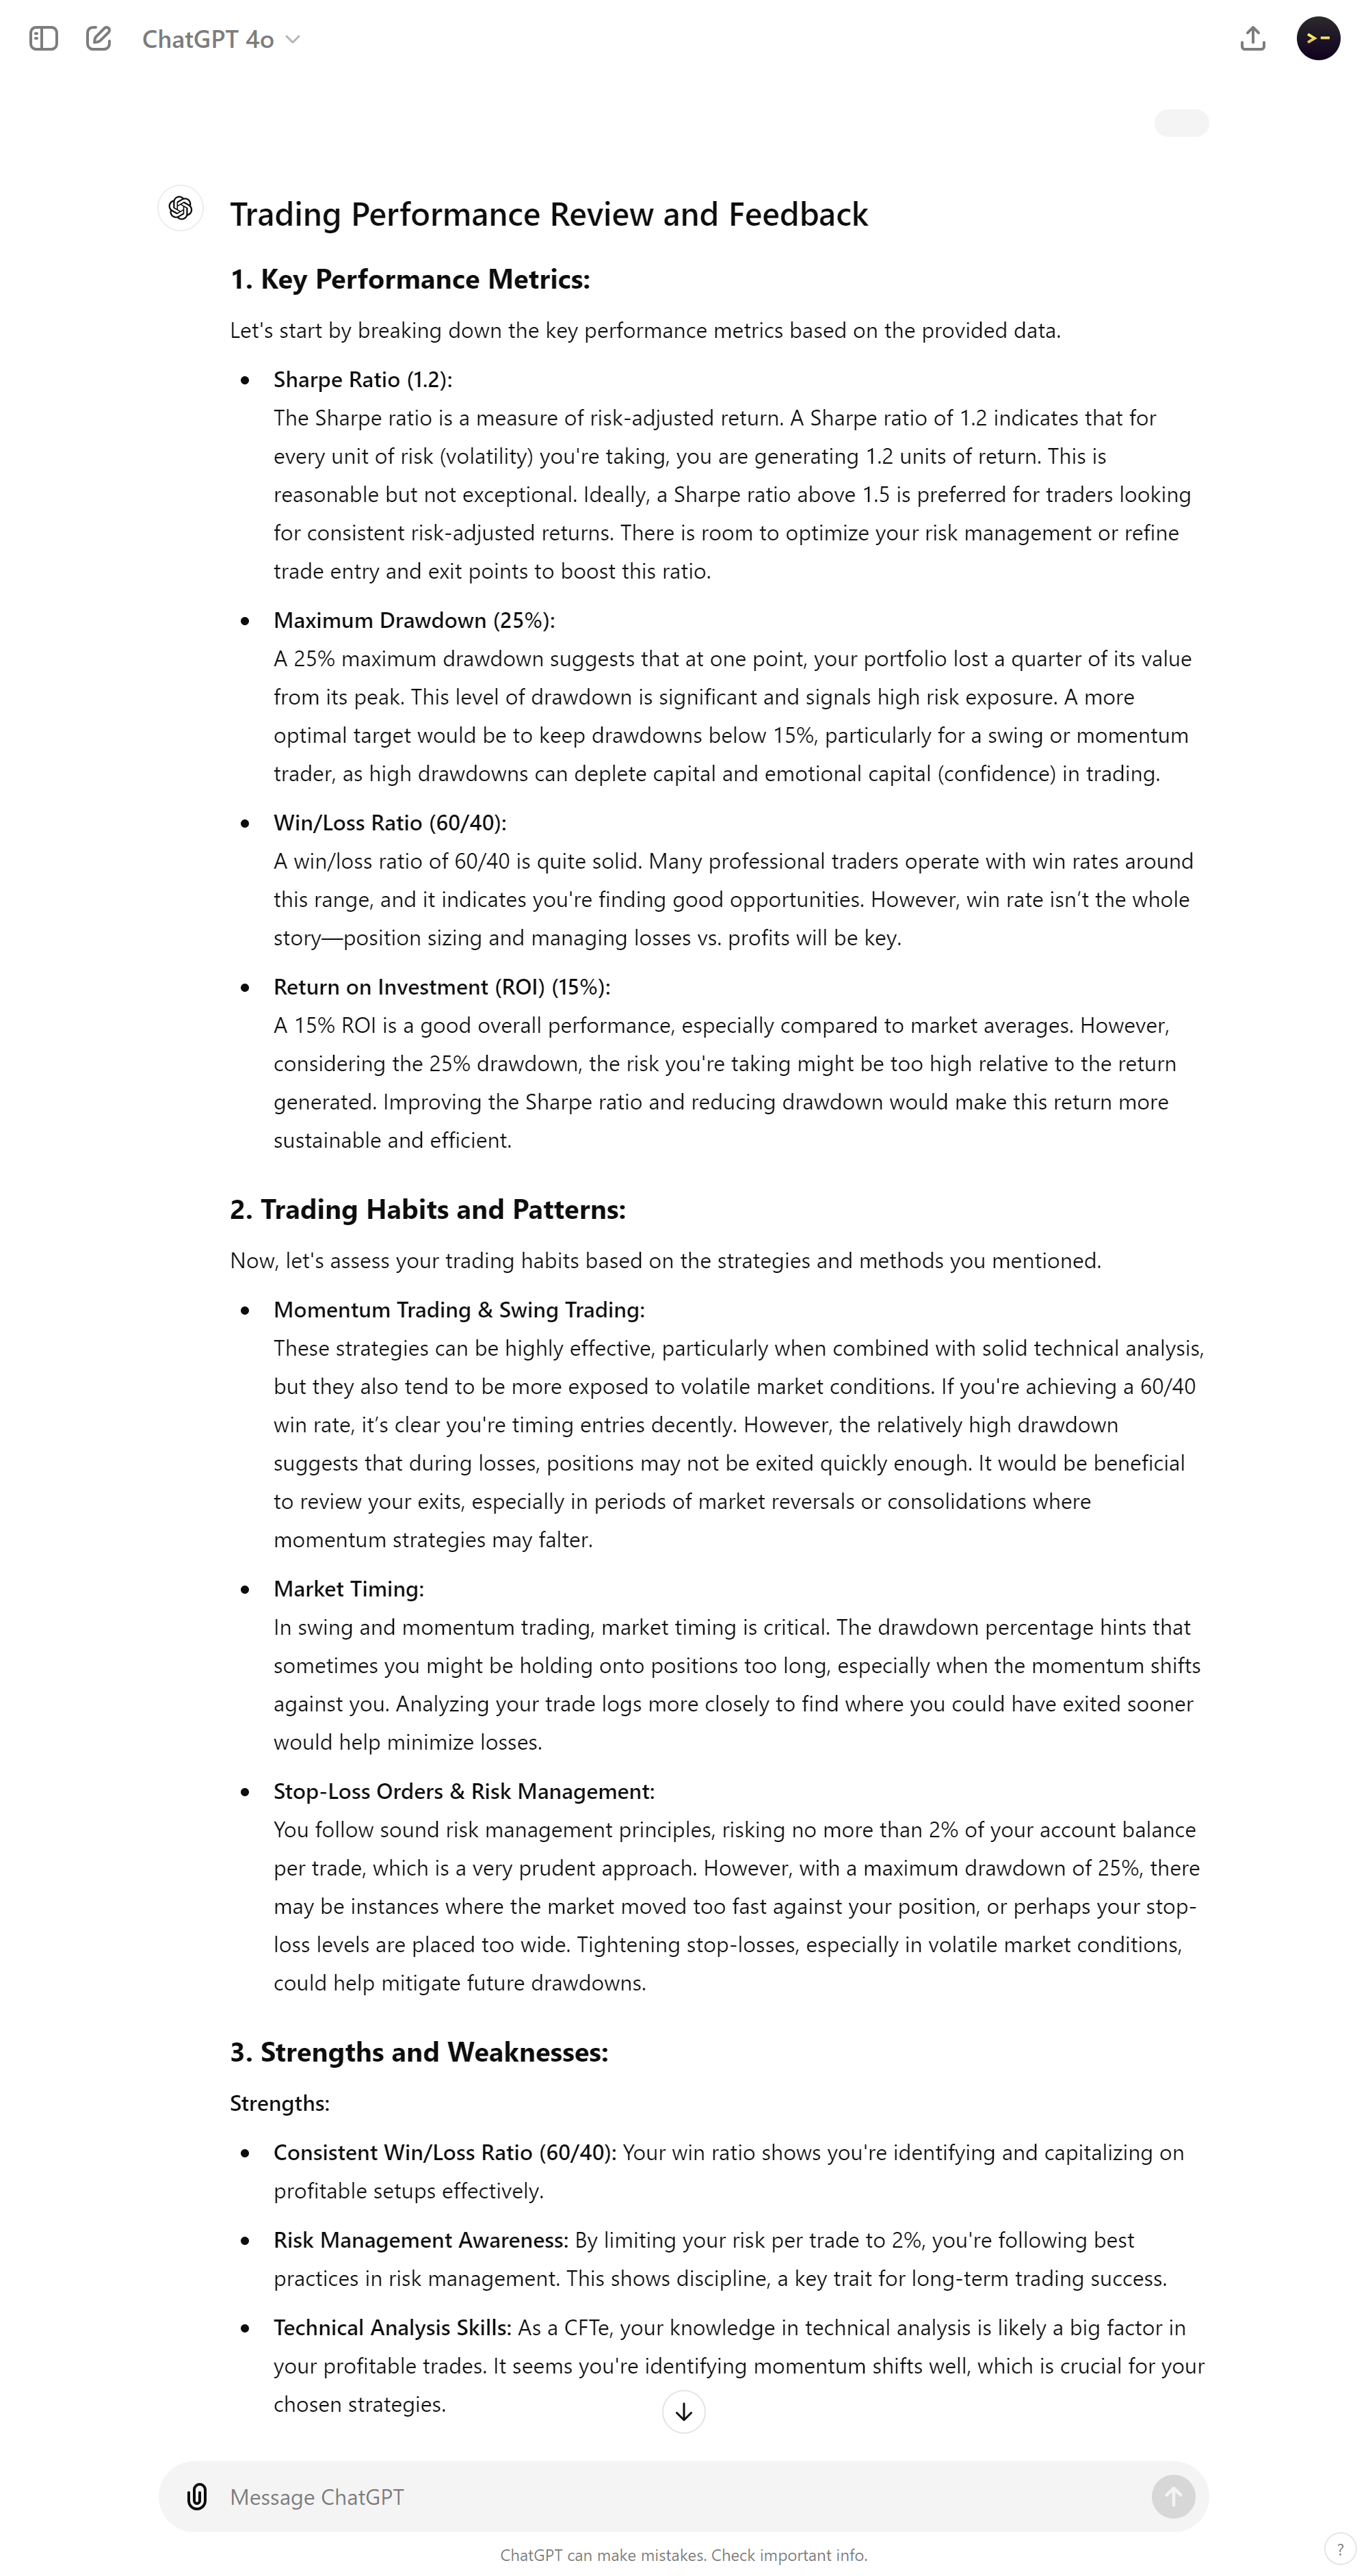 ChatGPT 4o
Trading Performance Review and Feedback
1. Key Performance Metrics:
Let's start by breaking down the key performance metrics based on the provided data.
• Sharpe Ratio (1.2):
The Sharpe ratio is a measure of risk-adjusted return. A Sharpe ratio of 1.2 indicates that for
every unit of risk (volatility) you're taking, you are generating 1.2 units of return. This is
reasonable but not exceptional. Ideally, a Sharpe ratio above 1.5 is preferred for traders looking
for consistent risk-adjusted returns. There is room to optimize your risk management or refine
trade entry and exit points to boost this ratio.
• Maximum Drawdown (25%):
A 25% maximum drawdown suggests that at one point, your portfolio lost a quarter of its value
from its peak. This level of drawdown is significant and signals high risk exposure. A more
optimal target would be to keep drawdowns below 15%, particularly for a swing or momentum
trader, as high drawdowns can deplete capital and emotional capital (confidence) in trading.
• Win/Loss Ratio (60/40):
A win/loss ratio of 60/40 is quite solid. Many professional traders operate with win rates around
this range, and it indicates you're finding good opportunities. However, win rate isn’t the whole
story—position sizing and managing losses vs. profits will be key.
• Return on Investment (ROI) (15%):
A 15% ROI is a good overall performance, especially compared to market averages. However,
considering the 25% drawdown, the risk you're taking might be too high relative to the return
generated. Improving the Sharpe ratio and reducing drawdown would make this return more
sustainable and efficient.
2. Trading Habits and Patterns:
Now, let's assess your trading habits based on the strategies and methods you mentioned.
• Momentum Trading & Swing Trading:
These strategies can be highly effective, particularly when combined with solid technical analysis,
but they also tend to be more exposed to volatile market conditions. If you're achieving a 60/40
win rate, it’s clear you're timing entries decently. However, the relatively high drawdown
suggests that during losses, positions may not be exited quickly enough. It would be beneficial
to review your exits, especially in periods of market reversals or consolidations where
momentum strategies may falter.
• Market Timing:
In swing and momentum trading, market timing is critical. The drawdown percentage hints that
sometimes you might be holding onto positions too long, especially when the momentum shifts
against you. Analyzing your trade logs more closely to find where you could have exited sooner
would help minimize losses.
• Stop-Loss Orders & Risk Management:
You follow sound risk management principles, risking no more than 2% of your account balance
per trade, which is a very prudent approach. However, with a maximum drawdown of 25%, there
may be instances where the market moved too fast against your position, or perhaps your stop-
loss levels are placed too wide. Tightening stop-losses, especially in volatile market conditions,
could help mitigate future drawdowns.
3. Strengths and Weaknesses:
Strengths:
• Consistent Win/Loss Ratio (60/40): Your win ratio shows you're identifying and capitalizing on
profitable setups effectively.
• Risk Management Awareness: By limiting your risk per trade to 2%, you're following best
practices in risk management. This shows discipline, a key trait for long-term trading success.
• Technical Analysis Skills: As a CFTe, your knowledge in technical analysis is likely a big factor in
your profitable trades. It seems you're identifying momentum shifts well, which is crucial for your
chosen strategies.
Message ChatGPT
ChatGPT can make mistakes. Check important info.
?